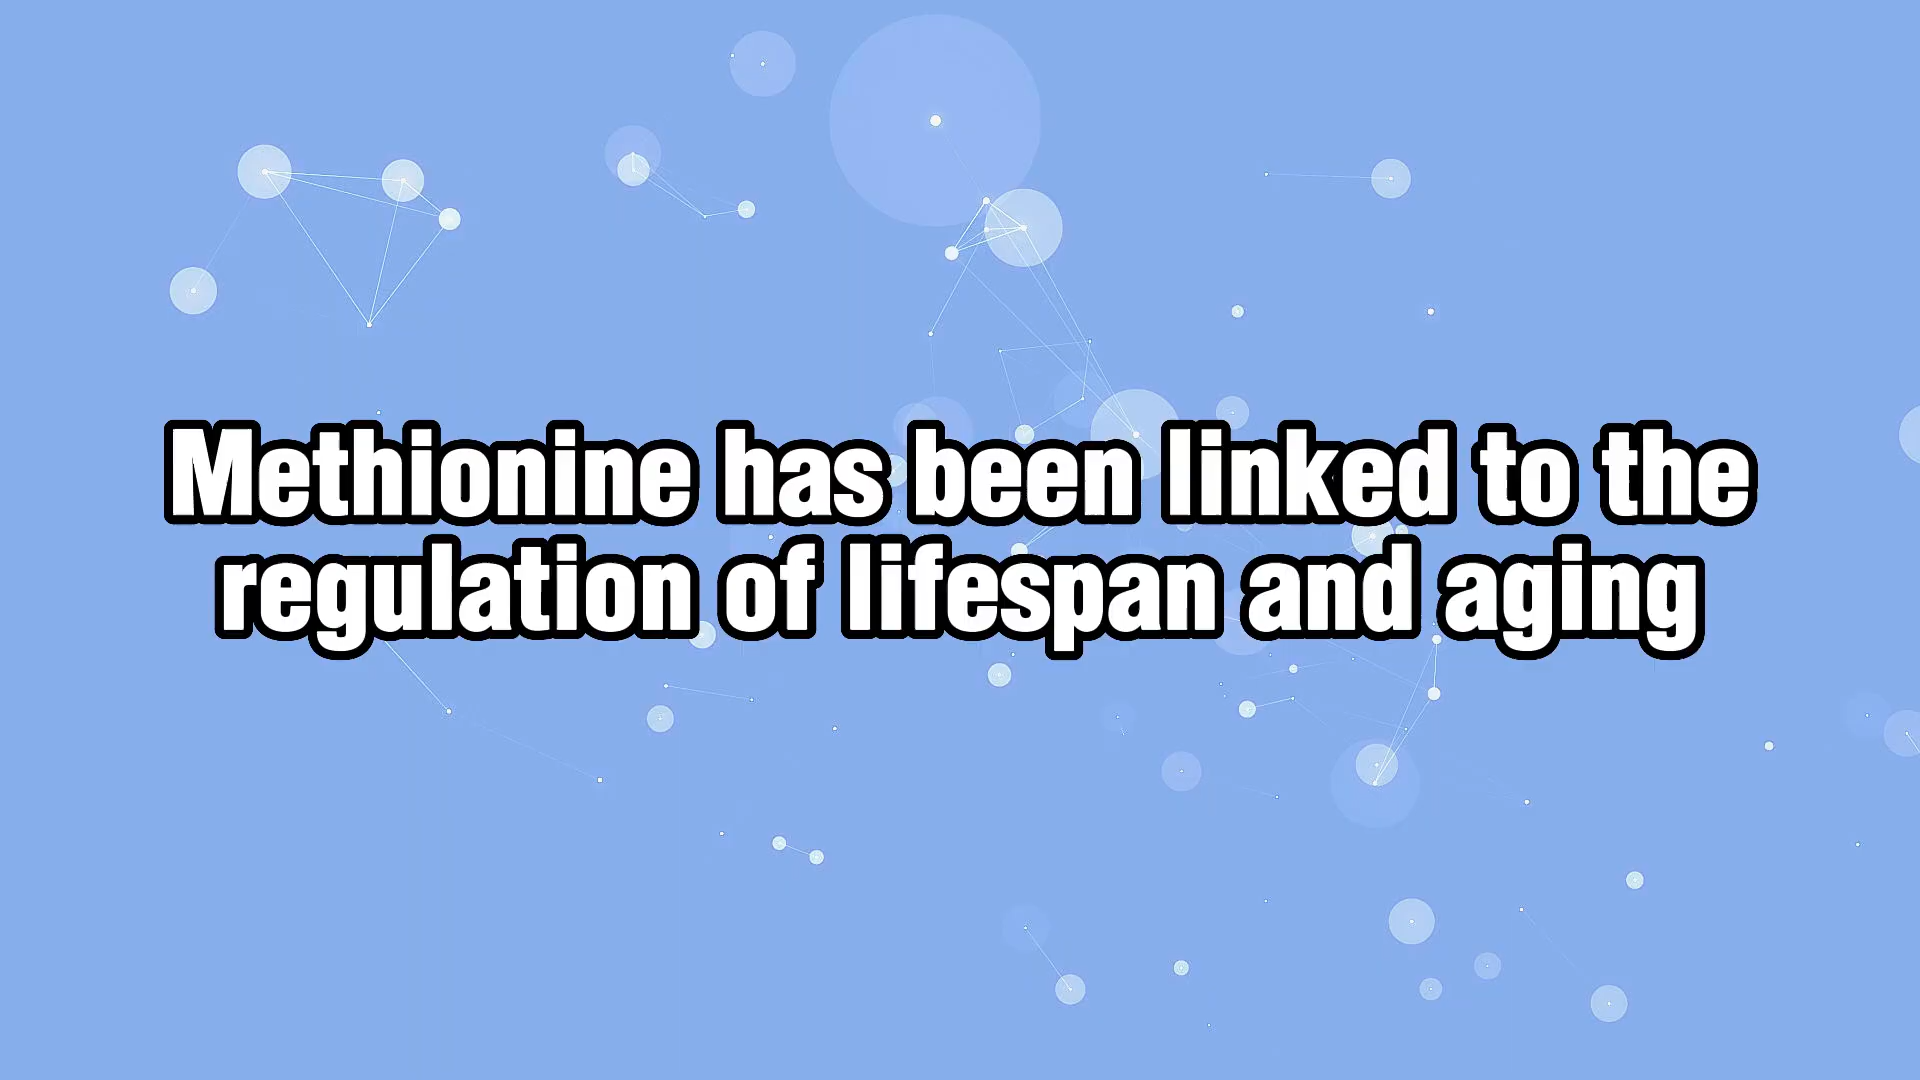 Methionine has been linked to the
regulation of lifespan and aging